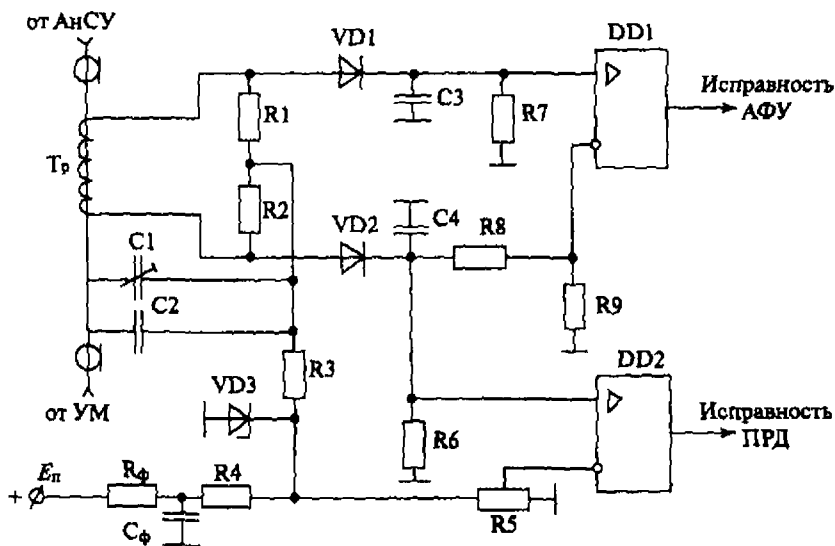 от АнСУ
VD1
DD1
Исправность
АФУ
R1
C3
R7
Тр
R2
VD2
C4
R8
C1
C2
R9
R3
DD2
VD3
от УМ
Исправность
ПРД
R6
+ Eп
Rф
R4
Cф
R5